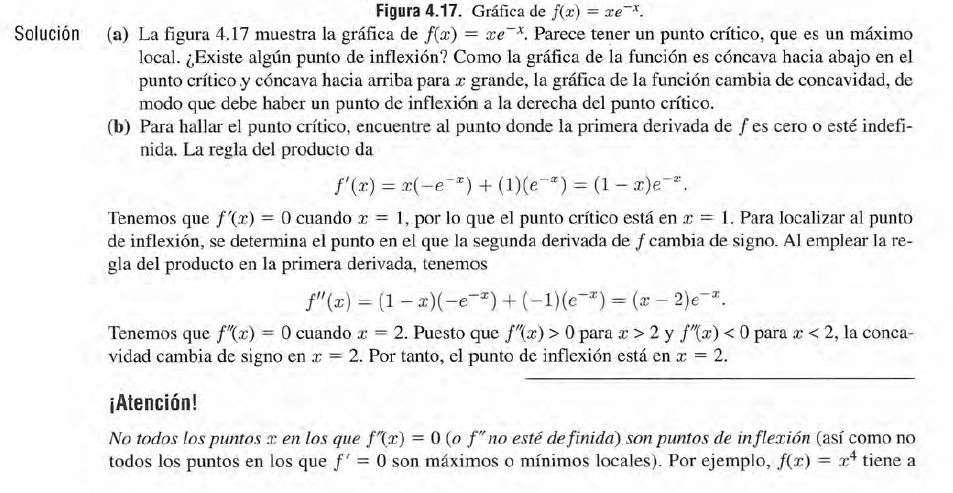 Figura 4.17. Gráfica de f(x) = xe⁻ˣ.
Solución (a) La figura 4.17 muestra la gráfica de f(x) = xe⁻ˣ. Parece tener un punto crítico, que es un máximo
local. ¿Existe algún punto de inflexión? Como la gráfica de la función es cóncava hacia abajo en el
punto crítico y cóncava hacia arriba para x grande, la gráfica de la función cambia de concavidad, de
modo que debe haber un punto de inflexión a la derecha del punto crítico.
(b) Para hallar el punto crítico, encuentre al punto donde la primera derivada de f es cero o esté indefi-
nida. La regla del producto da
f′(x) = x(−e⁻ˣ) + (1)(e⁻ˣ) = (1 − x)e⁻ˣ.
Tenemos que f′(x) = 0 cuando x = 1, por lo que el punto crítico está en x = 1. Para localizar al punto
de inflexión, se determina el punto en el que la segunda derivada de f cambia de signo. Al emplear la re-
gla del producto en la primera derivada, tenemos
f″(x) = (1 − x)(−e⁻ˣ) + (−1)(e⁻ˣ) = (x − 2)e⁻ˣ.
Tenemos que f″(x) = 0 cuando x = 2. Puesto que f″(x) > 0 para x > 2 y f″(x) < 0 para x < 2, la conca-
vidad cambia de signo en x = 2. Por tanto, el punto de inflexión está en x = 2.
¡Atención!
No todos los puntos x en los que f″(x) = 0 (o f″ no esté definida) son puntos de inflexión (así como no
todos los puntos en los que f′ = 0 son máximos o mínimos locales). Por ejemplo, f(x) = x⁴ tiene a